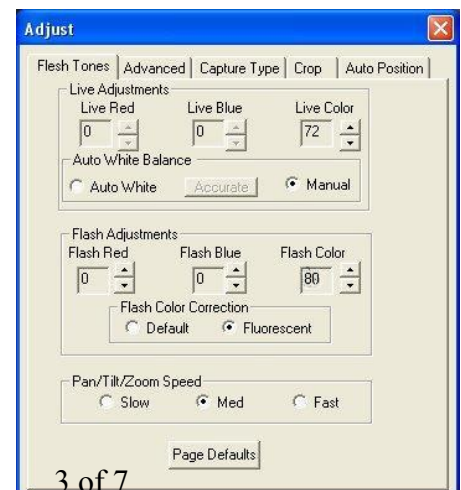 Adjust
Flesh Tones Advanced Capture Type Crop Auto Position
Live Adjustments
Live Red Live Blue Live Color
0 0 72
Auto White Balance
Auto White Accurate Manual
Flash Adjustments
Flash Red Flash Blue Flash Color
0 0 80
Flash Color Correction
Default Fluorescent
Pan/Tilt/Zoom Speed
Slow Med Fast
Page Defaults
3 of 7